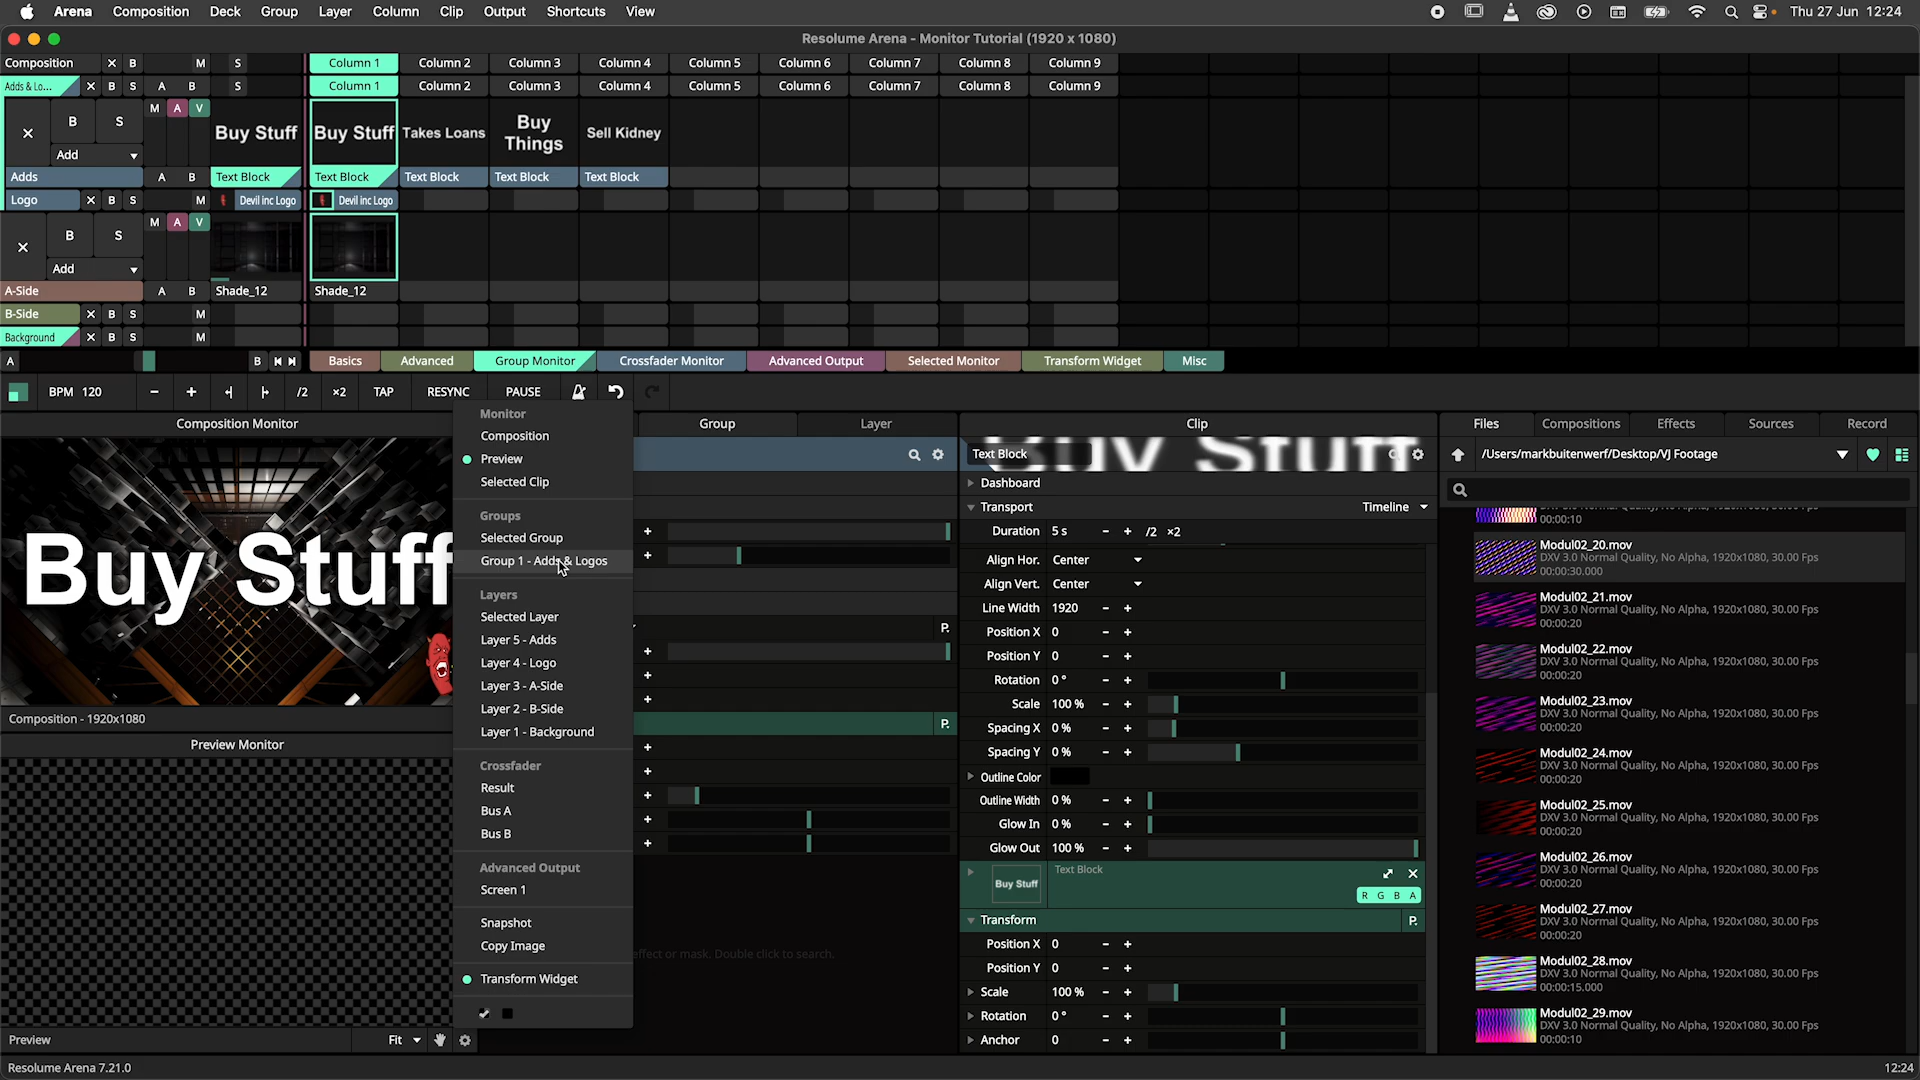 Arena Composition Deck Group Layer Column Clip Output Shortcuts View Thu 27 Jun 12:24
Resolume Arena - Monitor Tutorial (1920 x 1080)
Composition B M S Column 1 Column 2 Column 3 Column 4 Column 5 Column 6 Column 7 Column 8 Column 9
Adds & Lo... B S A B S Column 1 Column 2 Column 3 Column 4 Column 5 Column 6 Column 7 Column 8 Column 9
M A V
B S Buy Stuff Buy Stuff Takes Loans Buy Things Sell Kidney
Add
Adds A B Text Block Text Block Text Block Text Block Text Block
Logo B S M Devil inc Logo Devil inc Logo
M A V
B S
Add
A-Side A B Shade_12 Shade_12
B-Side B S M
Background B S M
A B Basics Advanced Group Monitor Crossfader Monitor Advanced Output Selected Monitor Transform Widget Misc
BPM 120 - + /2 ×2 TAP RESYNC PAUSE
Composition Monitor
Buy Stuff
Composition - 1920x1080
Preview Monitor
Preview Fit
Monitor
Composition
Preview
Selected Clip
Groups
Selected Group
Group 1 - Adds & Logos
Layers
Selected Layer
Layer 5 - Adds
Layer 4 - Logo
Layer 3 - A-Side
Layer 2 - B-Side
Layer 1 - Background
Crossfader
Result
Bus A
Bus B
Advanced Output
Screen 1
Snapshot
Copy Image
Transform Widget
Group Layer
+
+
P.
+
+
+
P.
+
+
+
+
+
effect or mask, Double click to search.
Clip
Text Block Buy Stuff
Dashboard
Transport Timeline
Duration 5 s - + /2 ×2
Align Hor. Center
Align Vert. Center
Line Width 1920 - +
Position X 0 - +
Position Y 0 - +
Rotation 0° - +
Scale 100 % - +
Spacing X 0 % - +
Spacing Y 0 % - +
Outline Color
Outline Width 0 % - +
Glow In 0 % - +
Glow Out 100 % - +
Buy Stuff Text Block
R G B A
Transform P.
Position X 0 - +
Position Y 0 - +
Scale 100 % - +
Rotation 0° - +
Anchor 0 - +
Files Compositions Effects Sources Record
/Users/markbuitenwerf/Desktop/VJ Footage
00:00:10
Modul02_20.mov
00:00:30.000
Modul02_21.mov
DXV 3.0 Normal Quality, No Alpha, 1920x1080, 30.00 Fps
00:00:20
Modul02_22.mov
DXV 3.0 Normal Quality, No Alpha, 1920x1080, 30.00 Fps
00:00:20
Modul02_23.mov
DXV 3.0 Normal Quality, No Alpha, 1920x1080, 30.00 Fps
00:00:20
Modul02_24.mov
DXV 3.0 Normal Quality, No Alpha, 1920x1080, 30.00 Fps
00:00:20
Modul02_25.mov
DXV 3.0 Normal Quality, No Alpha, 1920x1080, 30.00 Fps
00:00:20
Modul02_26.mov
DXV 3.0 Normal Quality, No Alpha, 1920x1080, 30.00 Fps
00:00:20
Modul02_27.mov
DXV 3.0 Normal Quality, No Alpha, 1920x1080, 30.00 Fps
00:00:20
Modul02_28.mov
DXV 3.0 Normal Quality, No Alpha, 1920x1080, 30.00 Fps
00:00:15.000
Modul02_29.mov
DXV 3.0 Normal Quality, No Alpha, 1920x1080, 30.00 Fps
00:00:10
Resolume Arena 7.21.0 12:24